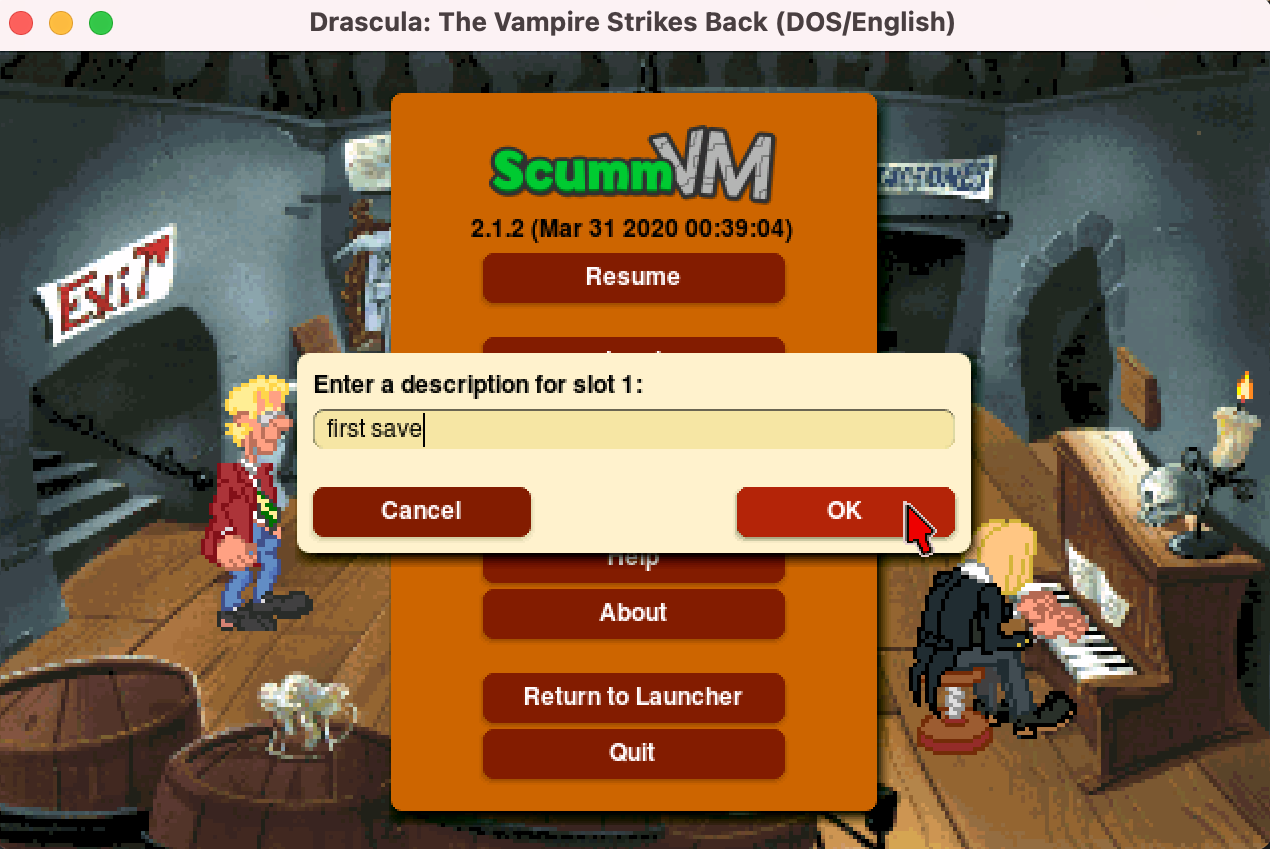 Drascula: The Vampire Strikes Back (DOS/English)
ScummVM
2.1.2 (Mar 31 2020 00:39:04)
EXIT
Resume
Enter a description for slot 1:
first save
Cancel
OK
Help
About
Return to Launcher
Quit